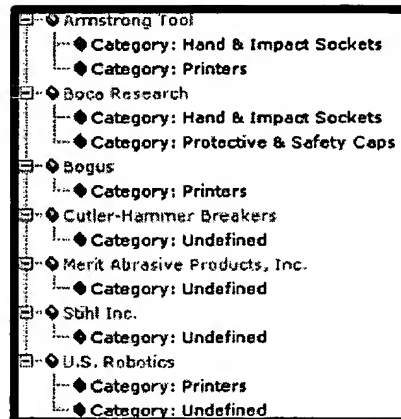 Armstrong Tool
Category: Hand & Impact Sockets
Category: Printers
Boca Research
Category: Hand & Impact Sockets
Category: Protective & Safety Caps
Bogus
Category: Printers
Cutler-Hammer Breakers
Category: Undefined
Merit Abrasive Products, Inc.
Category: Undefined
Stihl Inc.
Category: Undefined
U.S. Robotics
Category: Printers
Category: Undefined